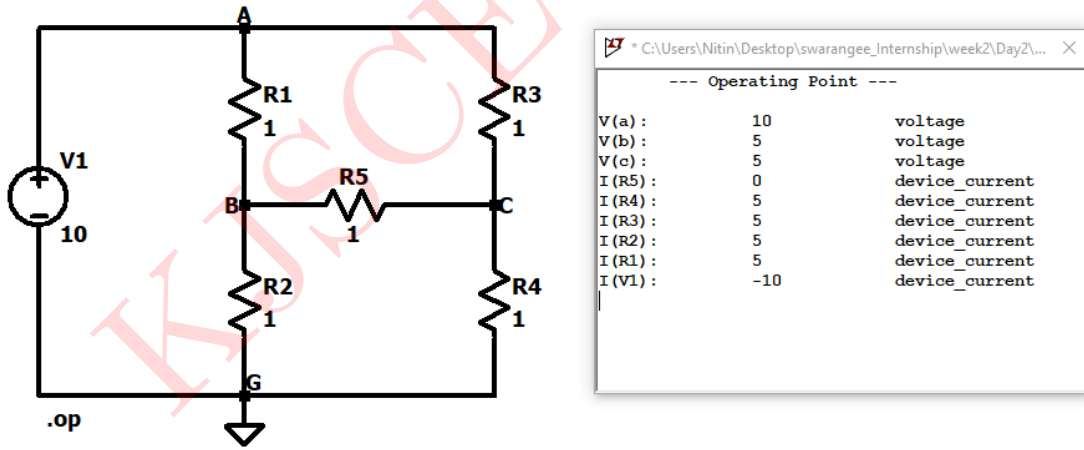 A
R1
1
R3
1
V1
10
R5
1
B
C
R2
1
R4
1
G
.op
KJSCE
* C:\Users\Nitin\Desktop\swarangee_Internship\week2\Day2\...
--- Operating Point ---
V(a): 10 voltage
V(b): 5 voltage
V(c): 5 voltage
I(R5): 0 device_current
I(R4): 5 device_current
I(R3): 5 device_current
I(R2): 5 device_current
I(R1): 5 device_current
I(V1): -10 device_current